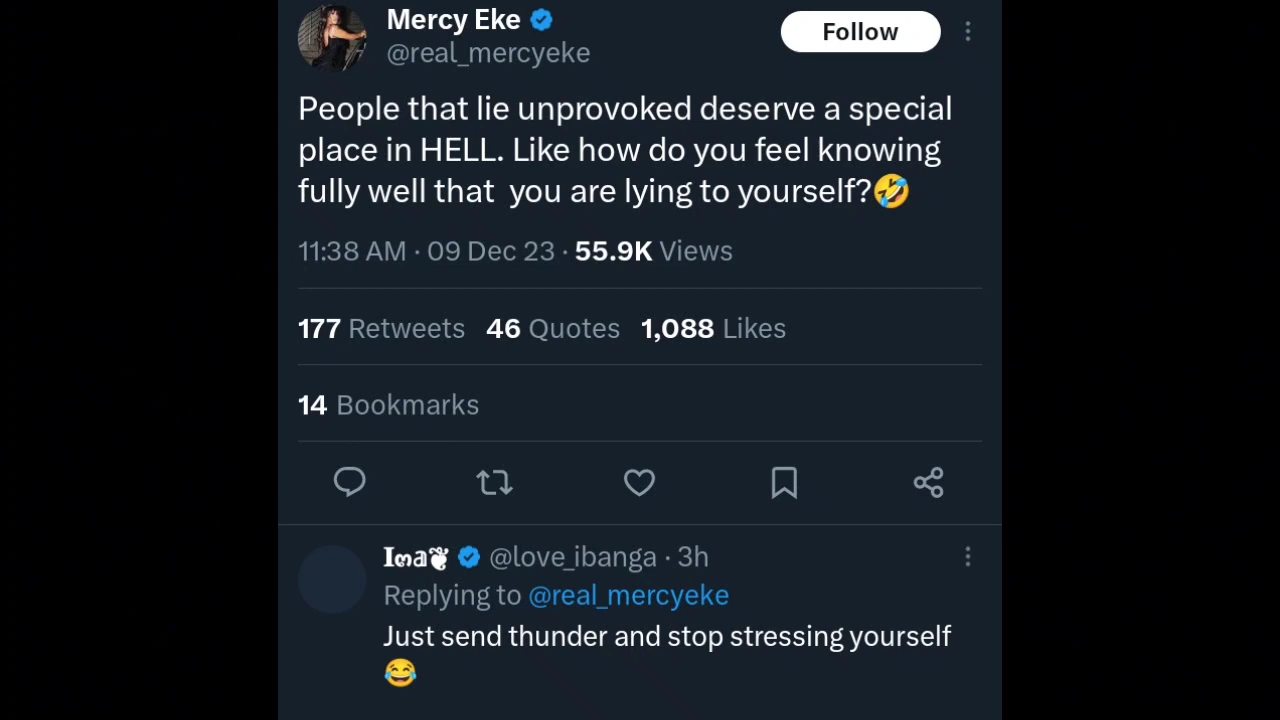 Mercy Eke
Follow
@real_mercyeke
People that lie unprovoked deserve a special
place in HELL. Like how do you feel knowing
fully well that  you are lying to yourself?🤣
11:38 AM · 09 Dec 23 · 55.9K Views
177 Retweets 46 Quotes 1,088 Likes
14 Bookmarks
Ima❦ @love_ibanga · 3h
Replying to @real_mercyeke
Just send thunder and stop stressing yourself
😂